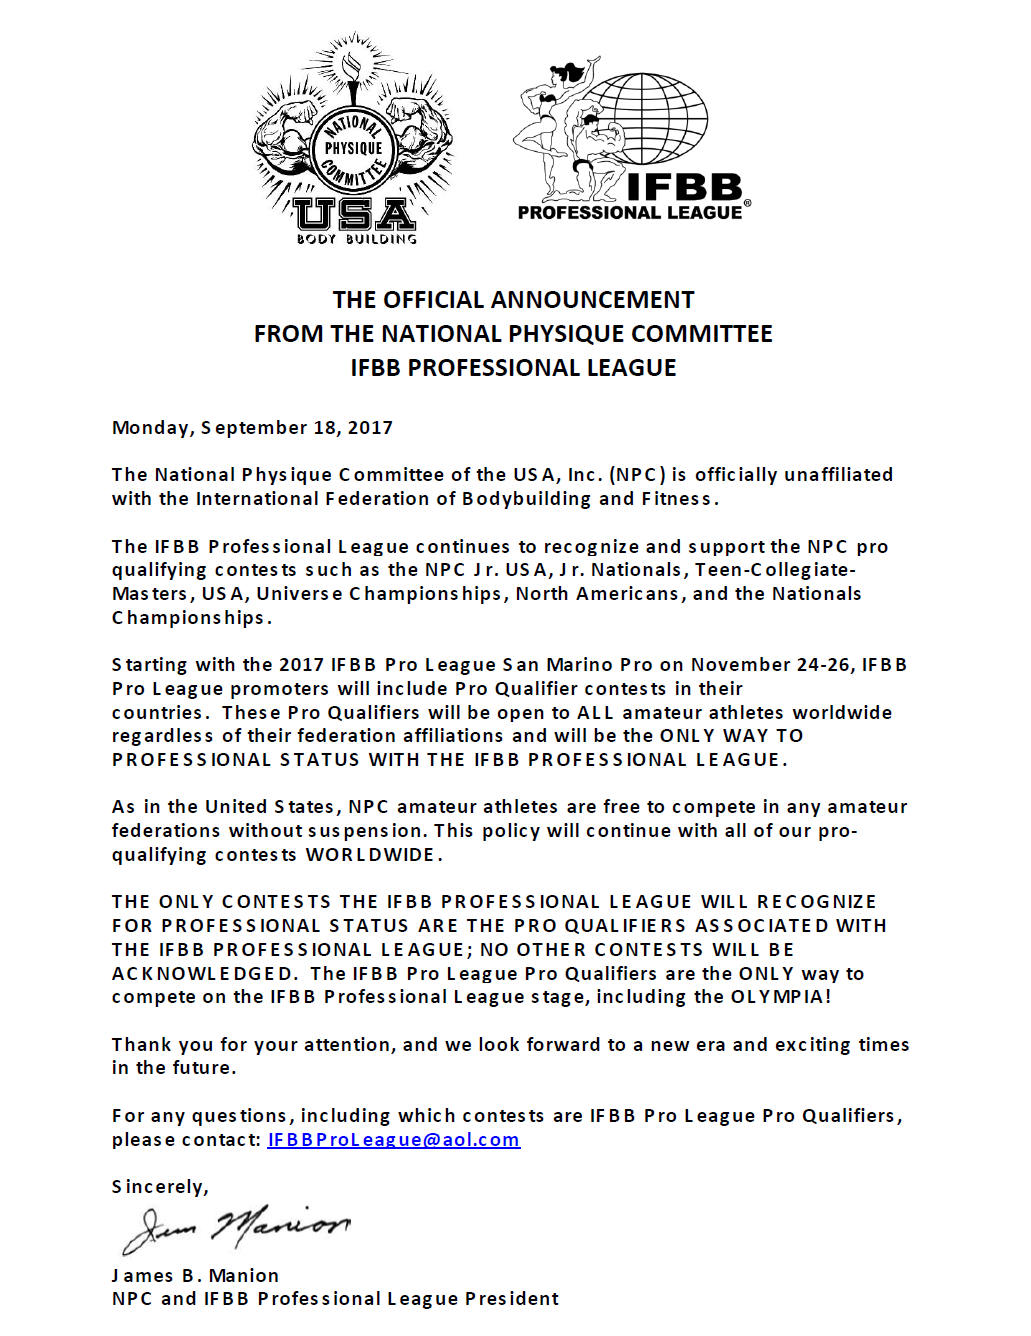 NATIONAL
PHYSIQUE
COMMITTEE
USA
BODY BUILDING
IFBB
PROFESSIONAL LEAGUE®
THE OFFICIAL ANNOUNCEMENT
FROM THE NATIONAL PHYSIQUE COMMITTEE
IFBB PROFESSIONAL LEAGUE
Monday, September 18, 2017
The National Physique Committee of the USA, Inc. (NPC) is officially unaffiliated
with the International Federation of Bodybuilding and Fitness.
The IFBB Professional League continues to recognize and support the NPC pro
qualifying contests such as the NPC Jr. USA, Jr. Nationals, Teen-Collegiate-
Masters, USA, Universe Championships, North Americans, and the Nationals
Championships.
Starting with the 2017 IFBB Pro League San Marino Pro on November 24-26, IFBB
Pro League promoters will include Pro Qualifier contests in their
countries. These Pro Qualifiers will be open to ALL amateur athletes worldwide
regardless of their federation affiliations and will be the ONLY WAY TO
PROFESSIONAL STATUS WITH THE IFBB PROFESSIONAL LEAGUE.
As in the United States, NPC amateur athletes are free to compete in any amateur
federations without suspension. This policy will continue with all of our pro-
qualifying contests WORLDWIDE.
THE ONLY CONTESTS THE IFBB PROFESSIONAL LEAGUE WILL RECOGNIZE
FOR PROFESSIONAL STATUS ARE THE PRO QUALIFIERS ASSOCIATED WITH
THE IFBB PROFESSIONAL LEAGUE; NO OTHER CONTESTS WILL BE
ACKNOWLEDGED. The IFBB Pro League Pro Qualifiers are the ONLY way to
compete on the IFBB Professional League stage, including the OLYMPIA!
Thank you for your attention, and we look forward to a new era and exciting times
in the future.
For any questions, including which contests are IFBB Pro League Pro Qualifiers,
please contact: IFBBProLeague@aol.com
Sincerely,
Jim Manion
James B. Manion
NPC and IFBB Professional League President